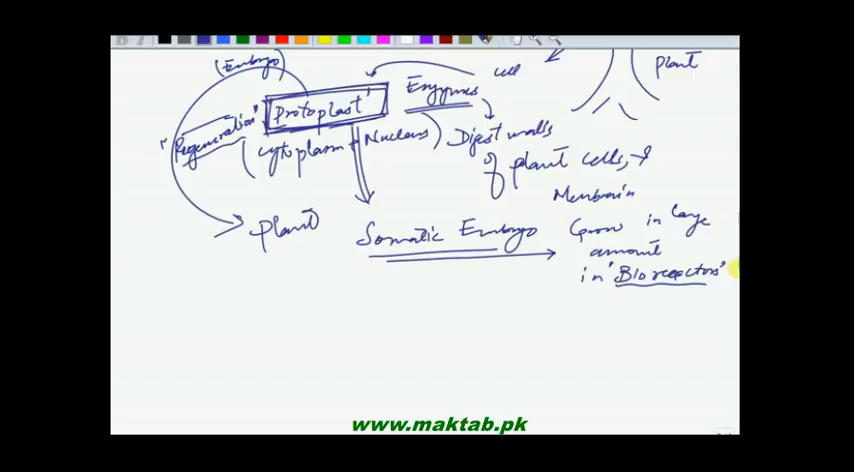 (Embryo)
cell
plant
"Protoplast"
Enzymes
"Regeneration"
(Cytoplasm + Nucleus)
Digest walls
of plant cells, +
Membrain
plant
Somatic Embryo
Grow in large
amount
in "Bioreactors"
www.maktab.pk